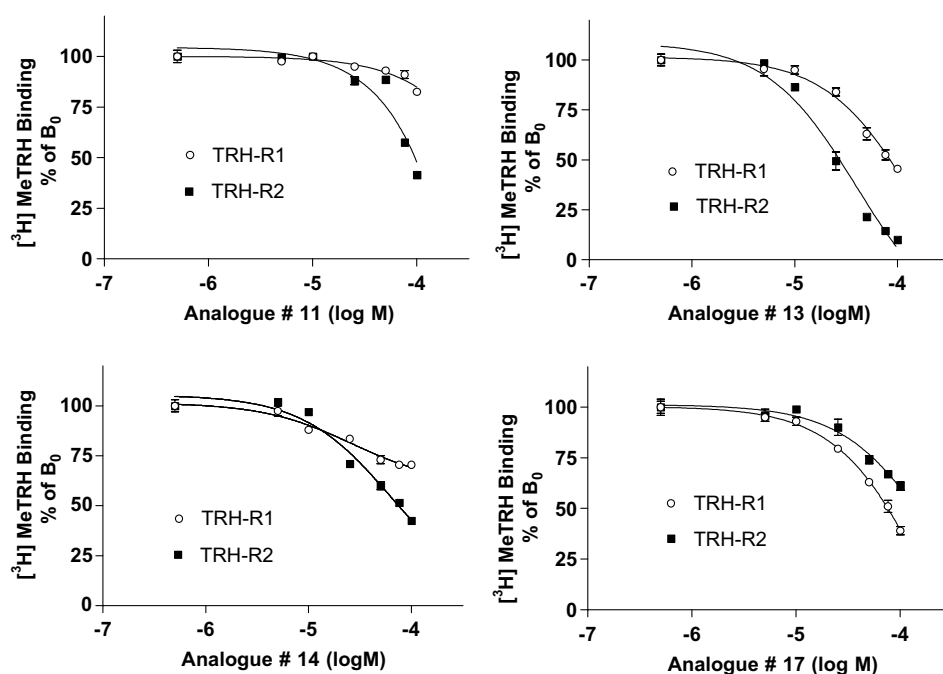 [³H] MeTRH Binding
% of B₀
100
75
50
25
0
TRH-R1
TRH-R2
-7
-6
-5
-4
Analogue # 11 (log M)
[³H] MeTRH Binding
% of B₀
100
75
50
25
0
TRH-R1
TRH-R2
-7
-6
-5
-4
Analogue # 13 (logM)
[³H] MeTRH Binding
% of B₀
100
75
50
25
0
TRH-R1
TRH-R2
-7
-6
-5
-4
Analogue # 14 (logM)
[³H] MeTRH Binding
% of B₀
100
75
50
25
0
TRH-R1
TRH-R2
-7
-6
-5
-4
Analogue # 17 (log M)